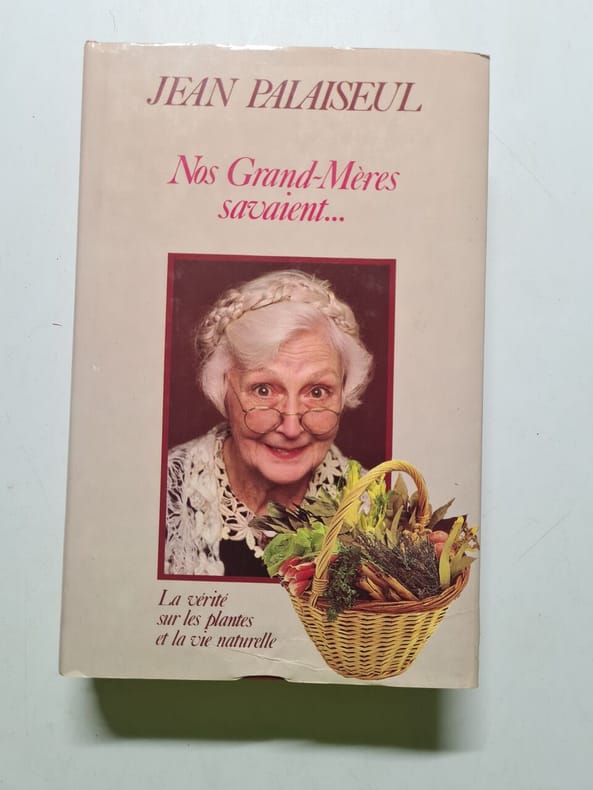 JEAN PALAISEUL
Nos Grand-Mères
savaient...
La vérité
sur les plantes
et la vie naturelle